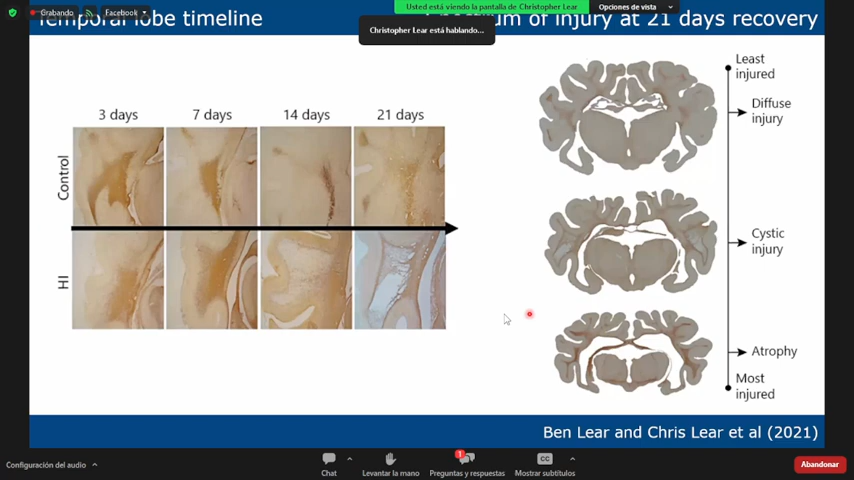 Grabando
Facebook
Usted está viendo la pantalla de Christopher Lear
Opciones de vista
Christopher Lear está hablando...
Temporal lobe timeline
of injury at 21 days recovery
3 days
7 days
14 days
21 days
Control
HI
Least
injured
Diffuse
injury
Cystic
injury
Atrophy
Most
injured
Ben Lear and Chris Lear et al (2021)
Configuración del audio
Chat
Levantar la mano
1
Preguntas y respuestas
CC
Mostrar subtítulos
Abandonar